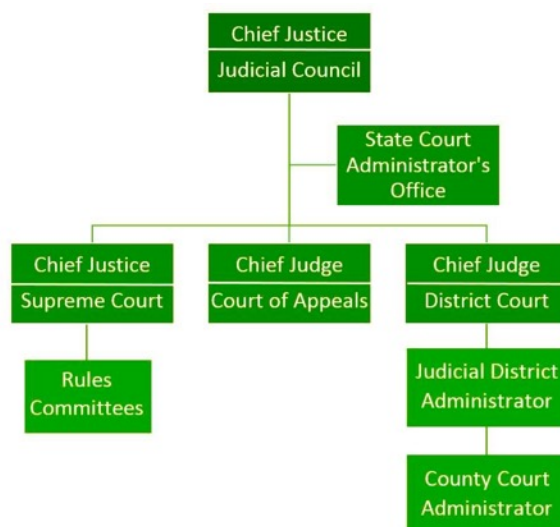 Chief Justice
Judicial Council
State Court
Administrator's
Office
Chief Justice
Supreme Court
Chief Judge
Court of Appeals
Chief Judge
District Court
Rules
Committees
Judicial District
Administrator
County Court
Administrator